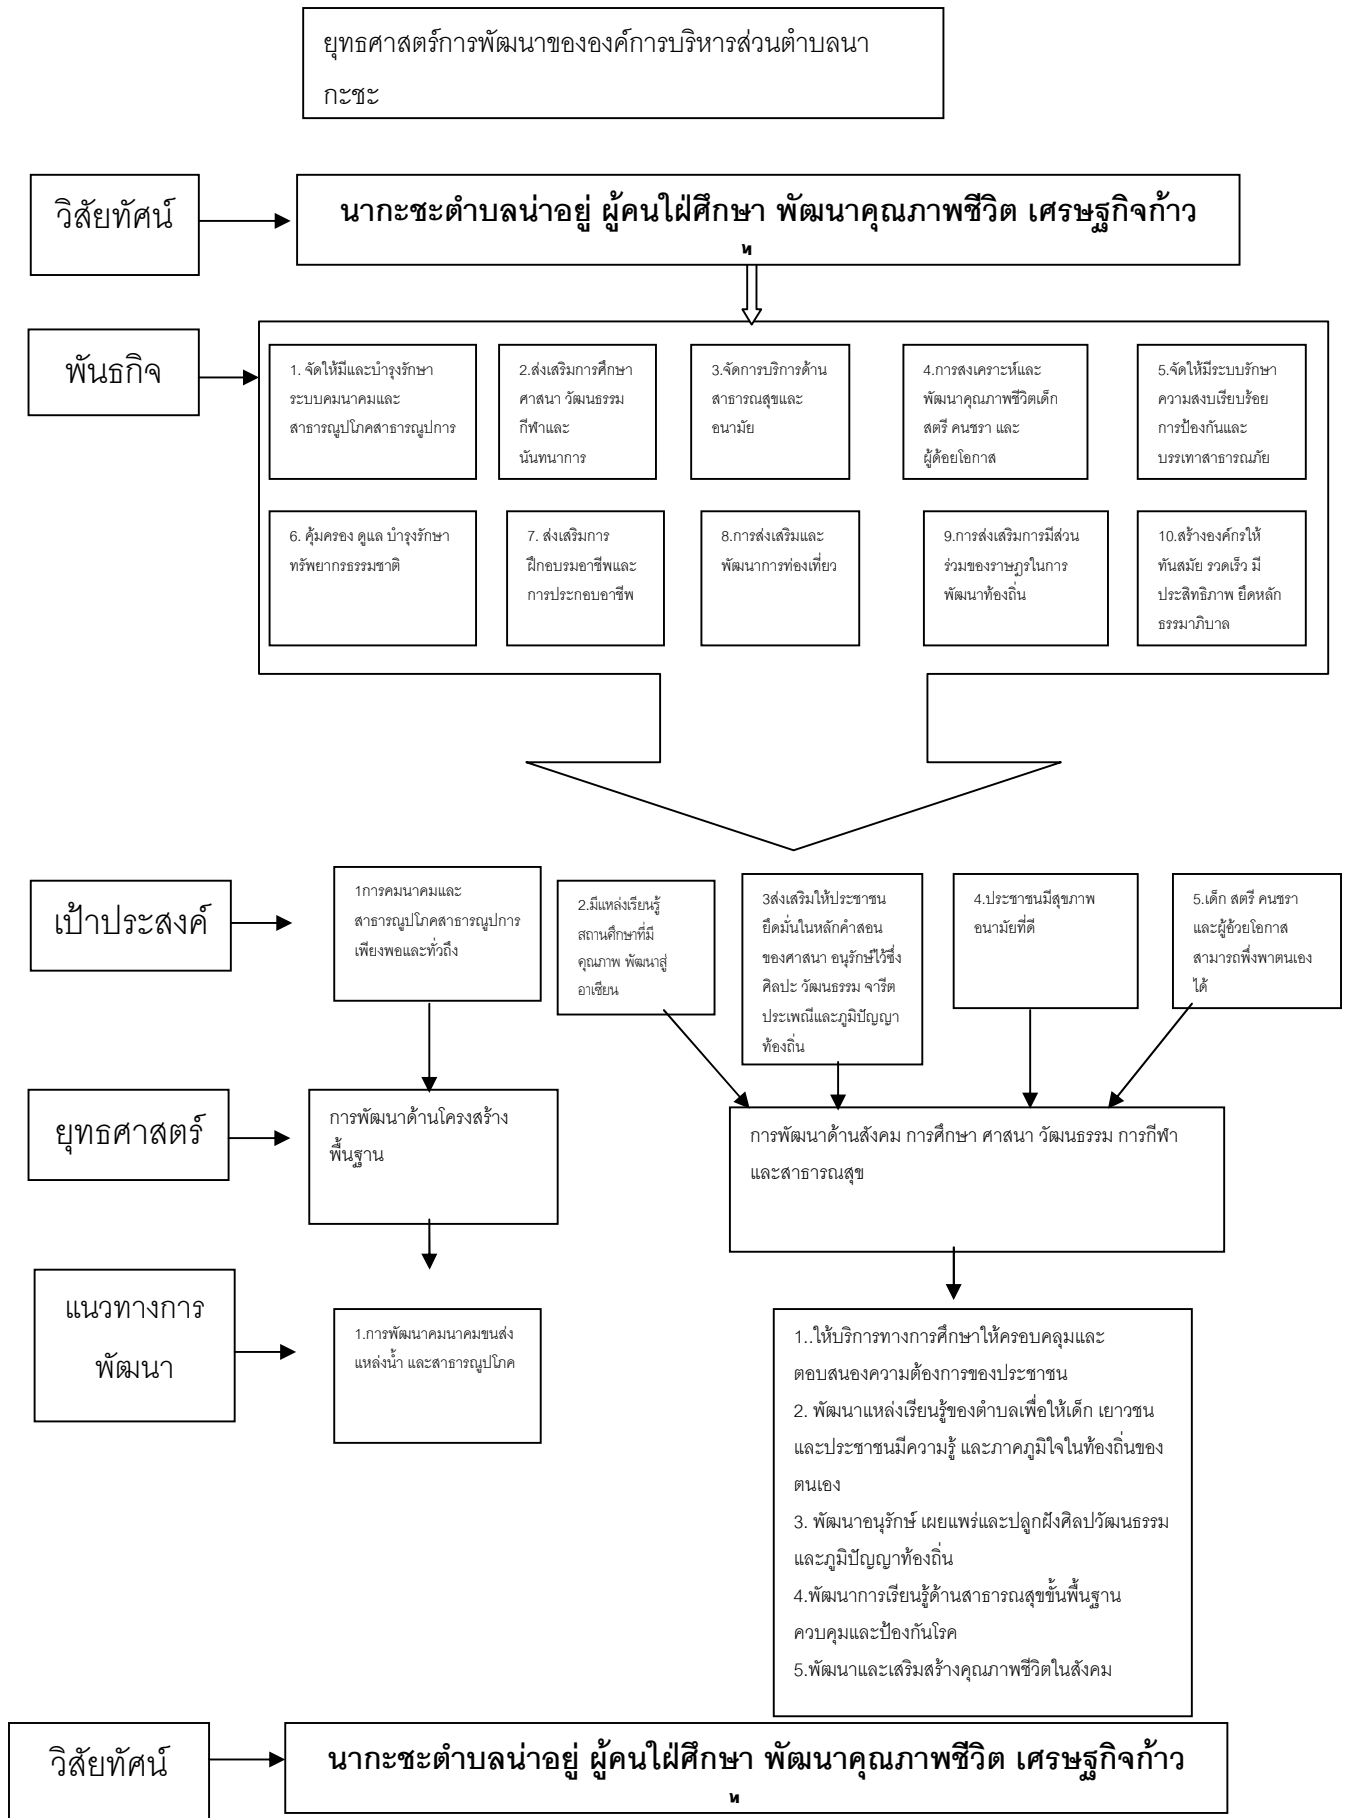 ยุทธศาสตร์การพัฒนาขององค์การบริหารส่วนตำบลนา
กะชะ
วิสัยทัศน์
นากะชะตำบลน่าอยู่ ผู้คนใฝ่ศึกษา พัฒนาคุณภาพชีวิต เศรษฐกิจก้าว
พันธกิจ
1. จัดให้มีและบำรุงรักษา
ระบบคมนาคมและ
สาธารณูปโภคสาธารณูปการ
2.ส่งเสริมการศึกษา
ศาสนา วัฒนธรรม
กีฬาและ
นันทนาการ
3.จัดการบริการด้าน
สาธารณสุขและ
อนามัย
4.การสงเคราะห์และ
พัฒนาคุณภาพชีวิตเด็ก
สตรี คนชรา และ
ผู้ด้อยโอกาส
5.จัดให้มีระบบรักษา
ความสงบเรียบร้อย
การป้องกันและ
บรรเทาสาธารณภัย
6. คุ้มครอง ดูแล บำรุงรักษา
ทรัพยากรธรรมชาติ
7. ส่งเสริมการ
ฝึกอบรมอาชีพและ
การประกอบอาชีพ
8.การส่งเสริมและ
พัฒนาการท่องเที่ยว
9.การส่งเสริมการมีส่วน
ร่วมของราษฎรในการ
พัฒนาท้องถิ่น
10.สร้างองค์กรให้
ทันสมัย รวดเร็ว มี
ประสิทธิภาพ ยึดหลัก
ธรรมาภิบาล
เป้าประสงค์
1การคมนาคมและ
สาธารณูปโภคสาธารณูปการ
เพียงพอและทั่วถึง
2.มีแหล่งเรียนรู้
สถานศึกษาที่มี
คุณภาพ พัฒนาสู่
อาเซียน
3ส่งเสริมให้ประชาชน
ยึดมั่นในหลักคำสอน
ของศาสนา อนุรักษ์ไว้ซึ่ง
ศิลปะ วัฒนธรรม จารีต
ประเพณีและภูมิปัญญา
ท้องถิ่น
4.ประชาชนมีสุขภาพ
อนามัยที่ดี
5.เด็ก สตรี คนชรา
และผู้อ้วยโอกาส
สามารถพึ่งพาตนเอง
ได้
ยุทธศาสตร์
การพัฒนาด้านโครงสร้าง
พื้นฐาน
การพัฒนาด้านสังคม การศึกษา ศาสนา วัฒนธรรม การกีฬา
และสาธารณสุข
แนวทางการ
พัฒนา
1.การพัฒนาคมนาคมขนส่ง
แหล่งน้ำ และสาธารณูปโภค
1..ให้บริการทางการศึกษาให้ครอบคลุมและ
ตอบสนองความต้องการของประชาชน
2. พัฒนาแหล่งเรียนรู้ของตำบลเพื่อให้เด็ก เยาวชน
และประชาชนมีความรู้ และภาคภูมิใจในท้องถิ่นของ
ตนเอง
3. พัฒนาอนุรักษ์ เผยแพร่และปลูกฝังศิลปวัฒนธรรม
และภูมิปัญญาท้องถิ่น
4.พัฒนาการเรียนรู้ด้านสาธารณสุขขั้นพื้นฐาน
ควบคุมและป้องกันโรค
5.พัฒนาและเสริมสร้างคุณภาพชีวิตในสังคม
วิสัยทัศน์
นากะชะตำบลน่าอยู่ ผู้คนใฝ่ศึกษา พัฒนาคุณภาพชีวิต เศรษฐกิจก้าว